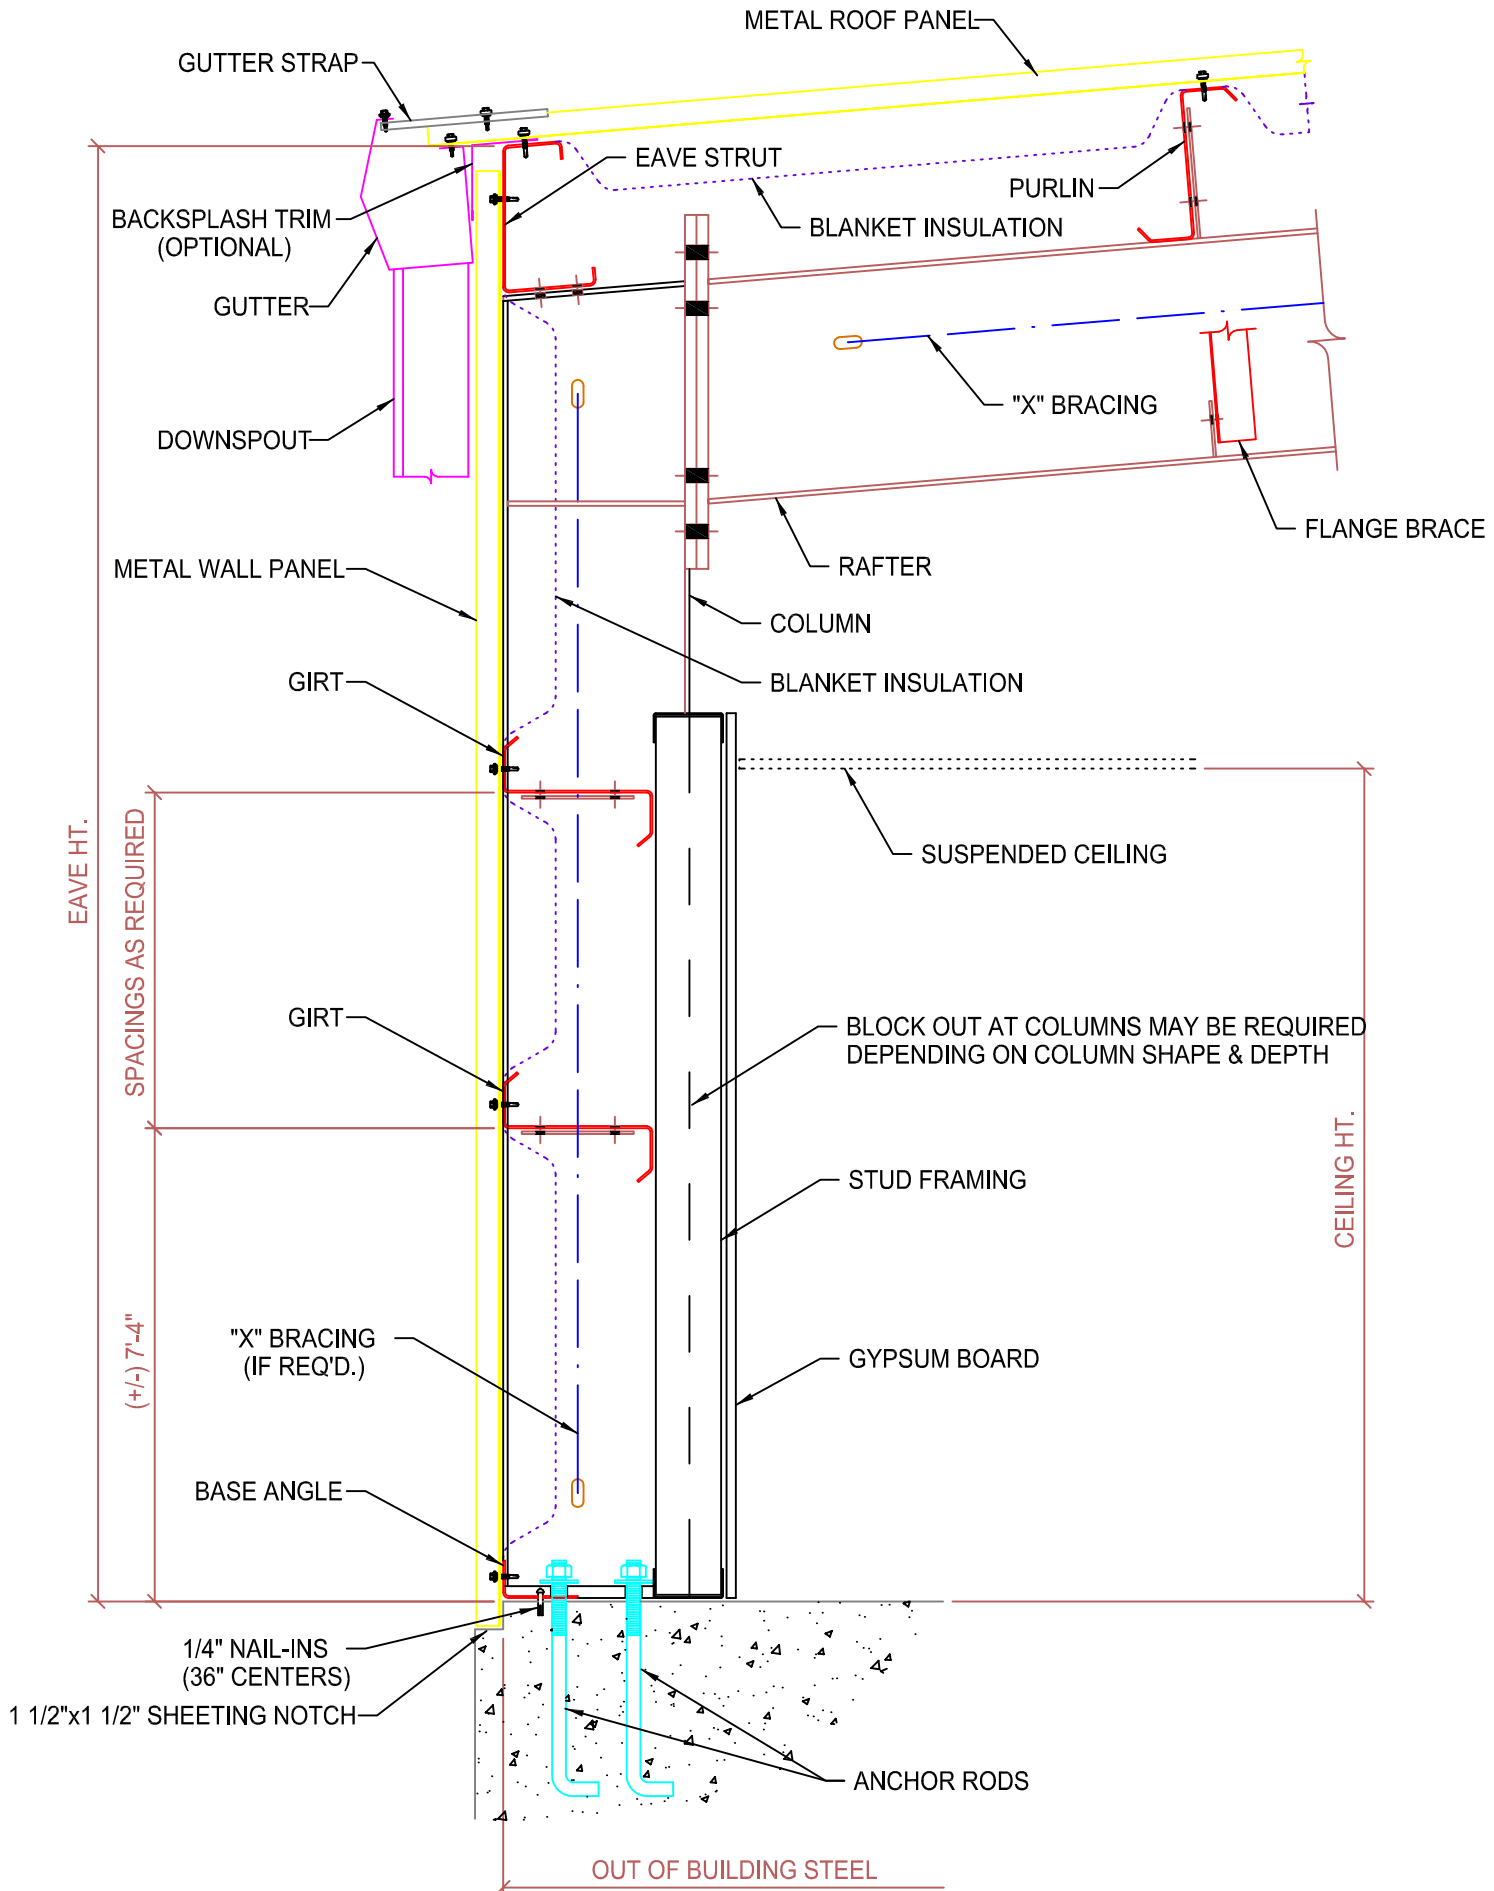 METAL ROOF PANEL
GUTTER STRAP
EAVE STRUT
PURLIN
BACKSPLASH TRIM
(OPTIONAL)
BLANKET INSULATION
GUTTER
"X" BRACING
DOWNSPOUT
FLANGE BRACE
METAL WALL PANEL
RAFTER
COLUMN
GIRT
BLANKET INSULATION
EAVE HT.
SPACINGS AS REQUIRED
SUSPENDED CEILING
GIRT
BLOCK OUT AT COLUMNS MAY BE REQUIRED
DEPENDING ON COLUMN SHAPE & DEPTH
CEILING HT.
STUD FRAMING
(+/-) 7'-4"
"X" BRACING
(IF REQ'D.)
GYPSUM BOARD
BASE ANGLE
1/4" NAIL-INS
(36" CENTERS)
1 1/2"x1 1/2" SHEETING NOTCH
ANCHOR RODS
OUT OF BUILDING STEEL